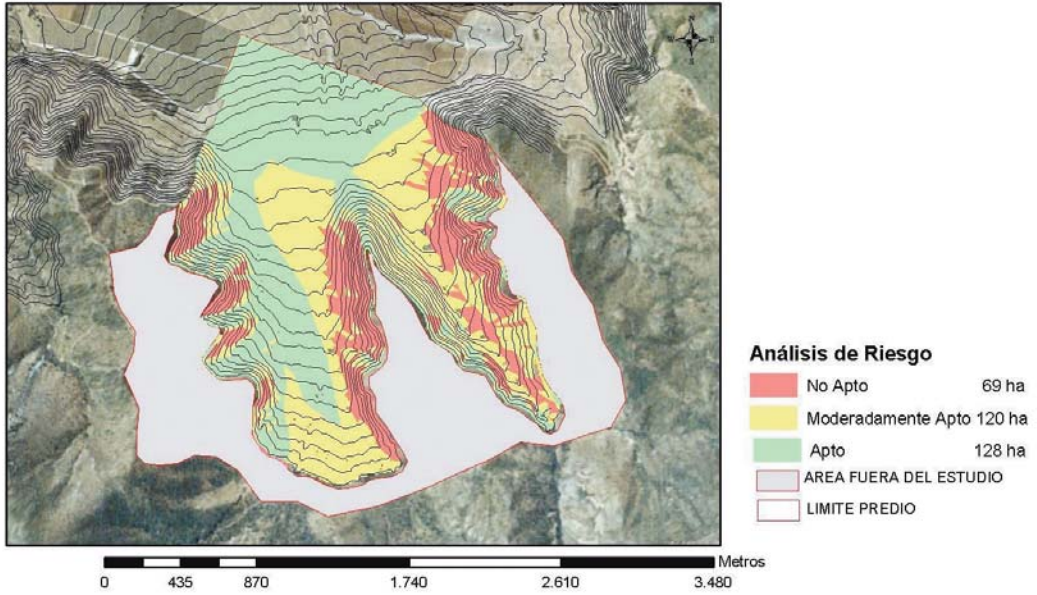 N
Análisis de Riesgo
No Apto 69 ha
Moderadamente Apto 120 ha
Apto 128 ha
AREA FUERA DEL ESTUDIO
LIMITE PREDIO
Metros
0 435 870 1.740 2.610 3.480